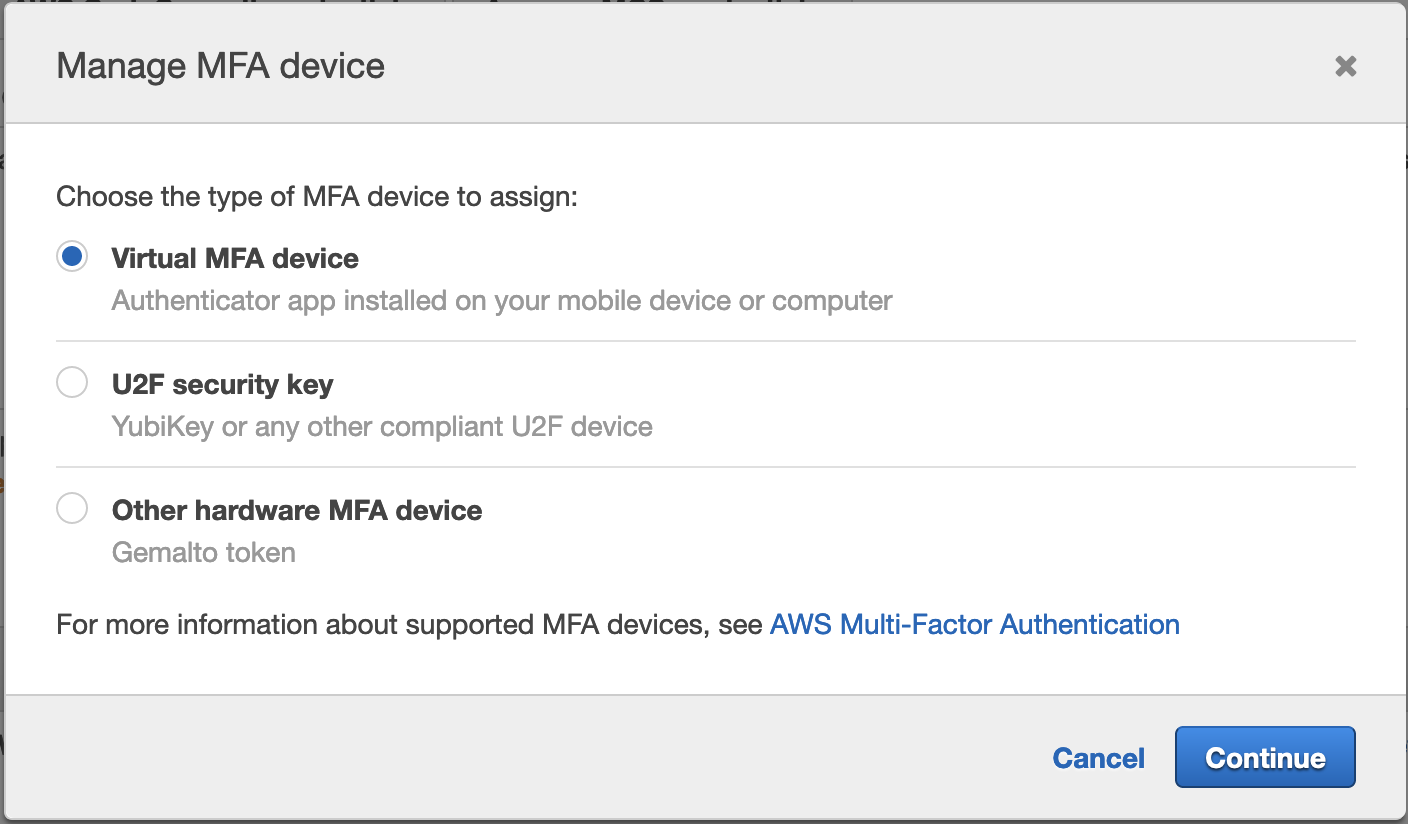 Manage MFA device
Choose the type of MFA device to assign:
Virtual MFA device
Authenticator app installed on your mobile device or computer
U2F security key
YubiKey or any other compliant U2F device
Other hardware MFA device
Gemalto token
For more information about supported MFA devices, see AWS Multi-Factor Authentication
Cancel
Continue